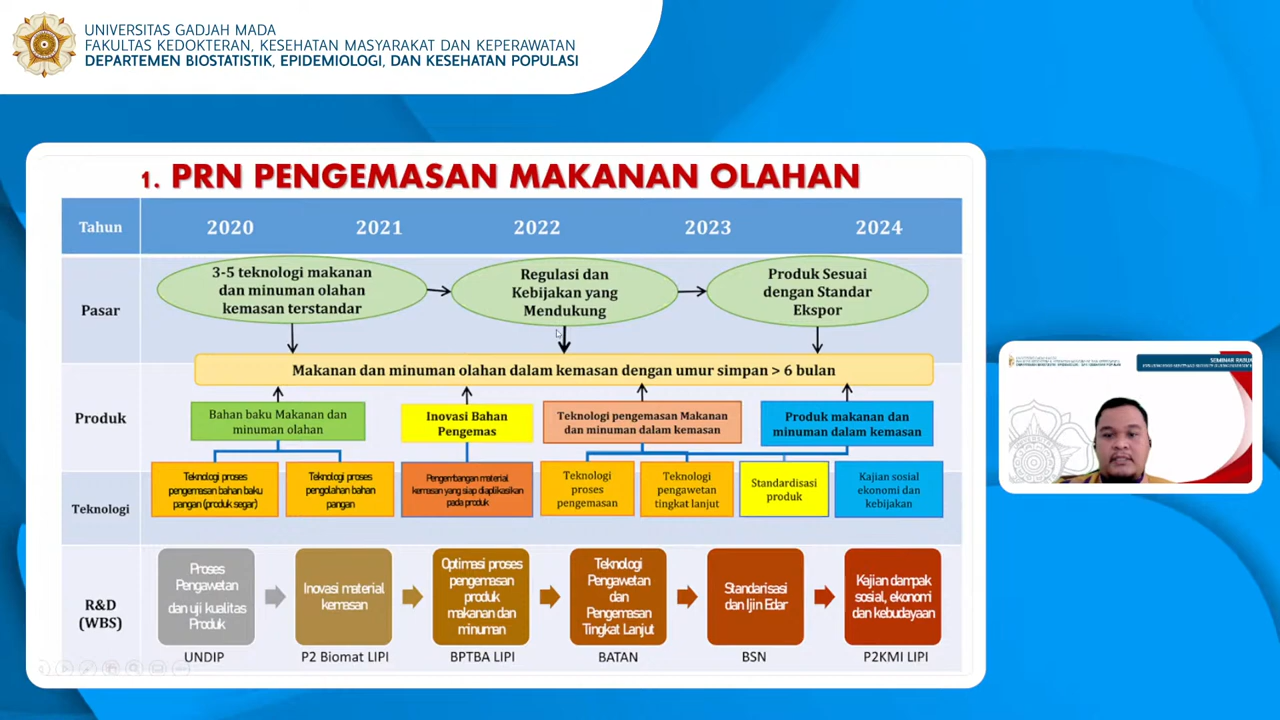 UNIVERSITAS GADJAH MADA
FAKULTAS KEDOKTERAN, KESEHATAN MASYARAKAT DAN KEPERAWATAN
DEPARTEMEN BIOSTATISTIK, EPIDEMIOLOGI, DAN KESEHATAN POPULASI
1. PRN PENGEMASAN MAKANAN OLAHAN
Tahun
2020
2021
2022
2023
2024
Pasar
3-5 teknologi makanan
dan minuman olahan
kemasan terstandar
Regulasi dan
Kebijakan yang
Mendukung
Produk Sesuai
dengan Standar
Ekspor
Makanan dan minuman olahan dalam kemasan dengan umur simpan > 6 bulan
Produk
Bahan baku Makanan dan
minuman olahan
Inovasi Bahan
Pengemas
Teknologi pengemasan Makanan
dan minuman dalam kemasan
Produk makanan dan
minuman dalam kemasan
Teknologi
Teknologi proses
pengemasan bahan baku
pangan (produk segar)
Teknologi proses
pengolahan bahan
pangan
Pengembangan material
kemasan yang siap diaplikasikan
pada produk
Teknologi
proses
pengemasan
Teknologi
pengawetan
tingkat lanjut
Standardisasi
produk
Kajian sosial
ekonomi dan
kebijakan
R&D
(WBS)
Proses
Pengawetan
dan uji kualitas
Produk
Inovasi material
kemasan
Optimasi proses
pengemasan
produk
makanan dan
minuman
Teknologi
Pengawetan
dan
Pengemasan
Tingkat Lanjut
Standarisasi
dan Ijin Edar
Kajian dampak
sosial, ekonomi
dan kebudayaan
UNDIP
P2 Biomat LIPI
BPTBA LIPI
BATAN
BSN
P2KMI LIPI